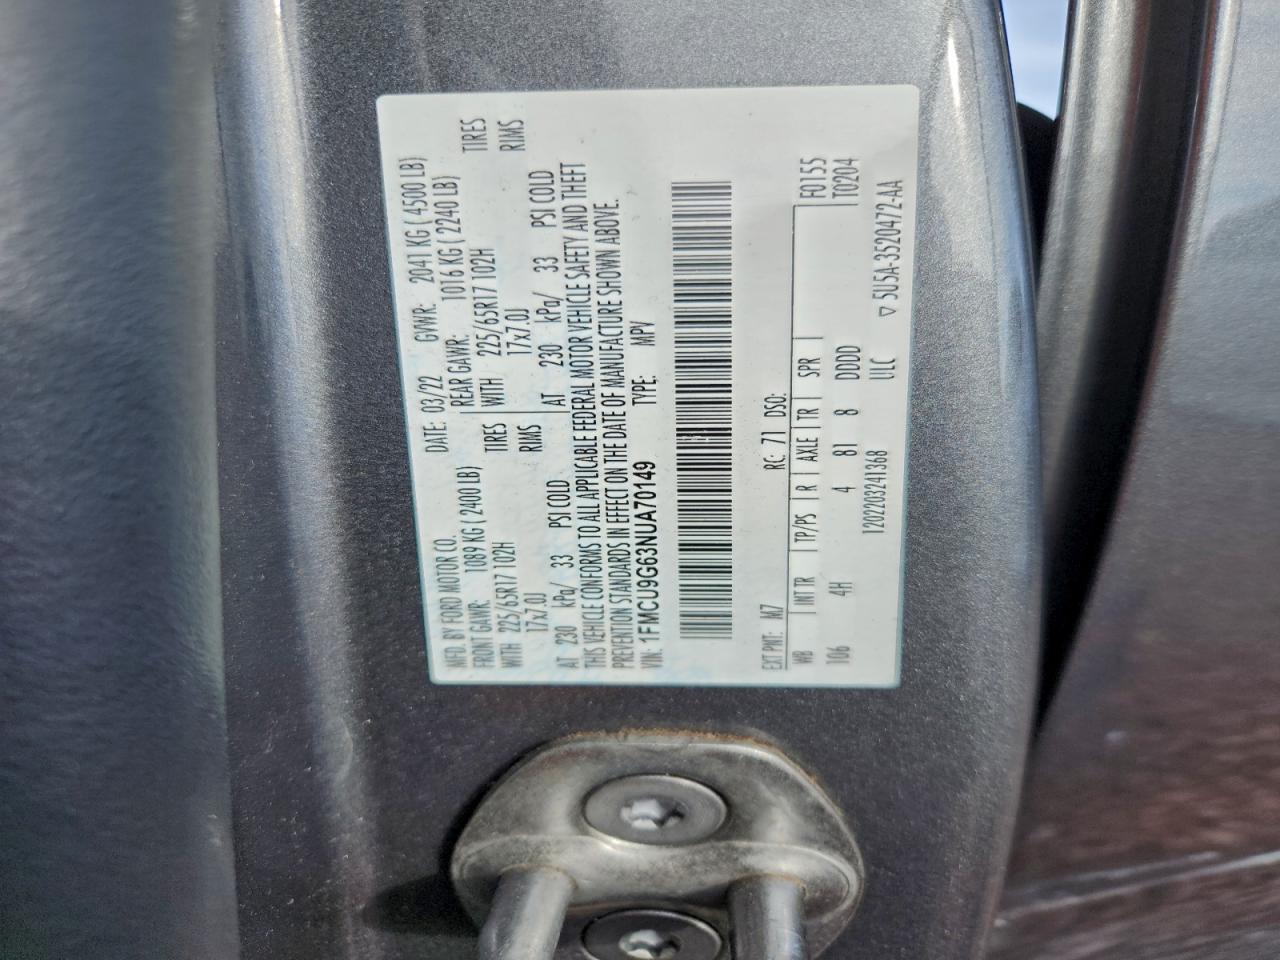 MFD. BY FORD MOTOR CO.
DATE: 03/22 GVWR: 2041 KG ( 4500 LB)
FRONT GAWR: 1089 KG ( 2400 LB) REAR GAWR: 1016 KG ( 2240 LB)
WITH 225/65R17 102H TIRES WITH 225/65R17 102H TIRES
17x7.0J RIMS 17x7.0J RIMS
AT 230 kPa/ 33 PSI COLD AT 230 kPa/ 33 PSI COLD
THIS VEHICLE CONFORMS TO ALL APPLICABLE FEDERAL MOTOR VEHICLE SAFETY AND THEFT
PREVENTION STANDARDS IN EFFECT ON THE DATE OF MANUFACTURE SHOWN ABOVE.
VIN: 1FMCU9G63NUA70149 TYPE: MPV
EXT PNT: M7 RC: 71 DSO:
WB INT TR TP/PS R AXLE TR SPR F0155
106 4H 4 81 8 DDDD T0204
120220324136​8 ULC ▽ 5U5A-3520472-AA